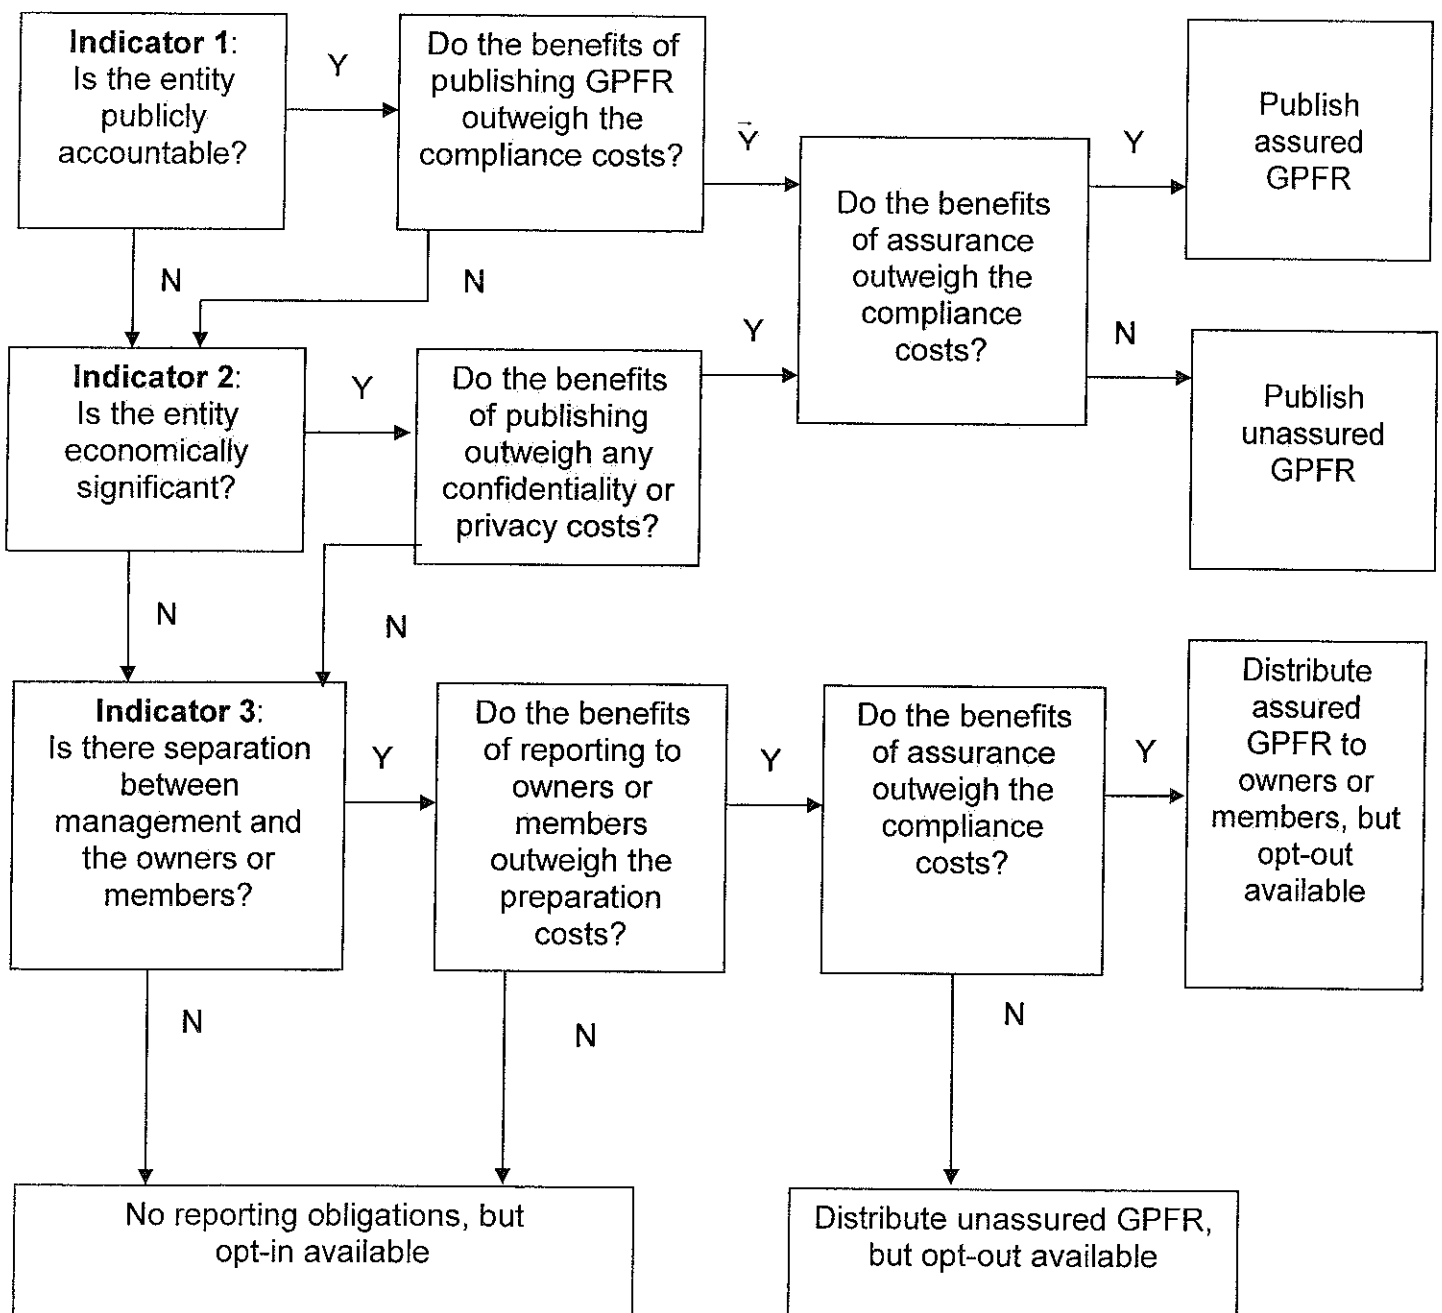 Indicator 1:
Is the entity
publicly
accountable?
Y
N
Do the benefits of
publishing GPFR
outweigh the
compliance costs?
Y
N
Do the benefits
of assurance
outweigh the
compliance
costs?
Y
N
Publish
assured
GPFR
Publish
unassured
GPFR
Indicator 2:
Is the entity
economically
significant?
Y
N
Do the benefits
of publishing
outweigh any
confidentiality or
privacy costs?
Y
N
Indicator 3:
Is there separation
between
management and
the owners or
members?
Y
N
Do the benefits
of reporting to
owners or
members
outweigh the
preparation
costs?
Y
N
Do the benefits
of assurance
outweigh the
compliance
costs?
Y
N
Distribute
assured
GPFR to
owners or
members, but
opt-out
available
No reporting obligations, but
opt-in available
Distribute unassured GPFR,
but opt-out available